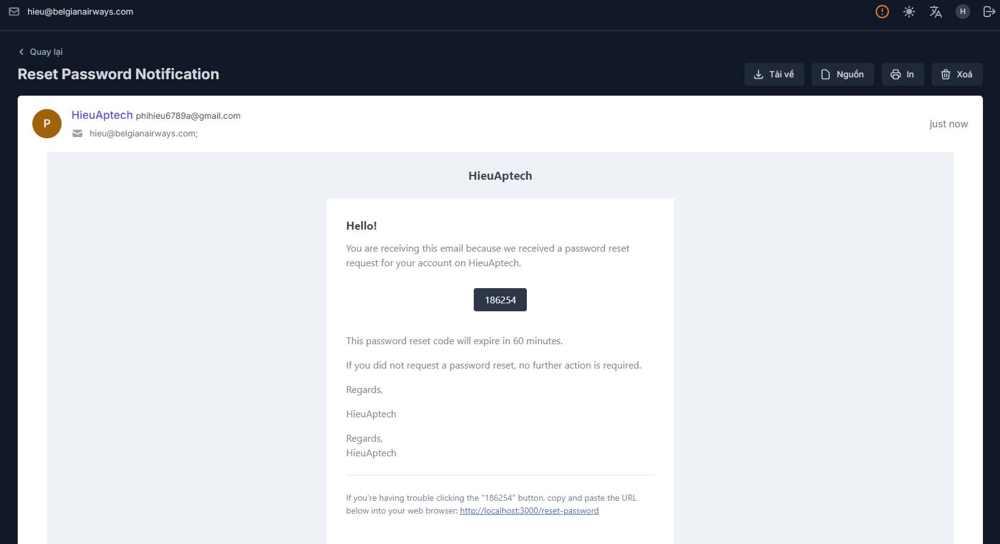 hieu@belgianairways.com
H
Quay lại
Reset Password Notification
Tải về
Nguồn
In
Xoá
P
HieuAptech phihieu6789a@gmail.com
hieu@belgianairways.com;
just now
HieuAptech
Hello!
You are receiving this email because we received a password reset
request for your account on HieuAptech.
186254
This password reset code will expire in 60 minutes.
If you did not request a password reset, no further action is required.
Regards,
HieuAptech
Regards,
HieuAptech
If you're having trouble clicking the "186254" button, copy and paste the URL
below into your web browser: http://localhost:3000/reset-password